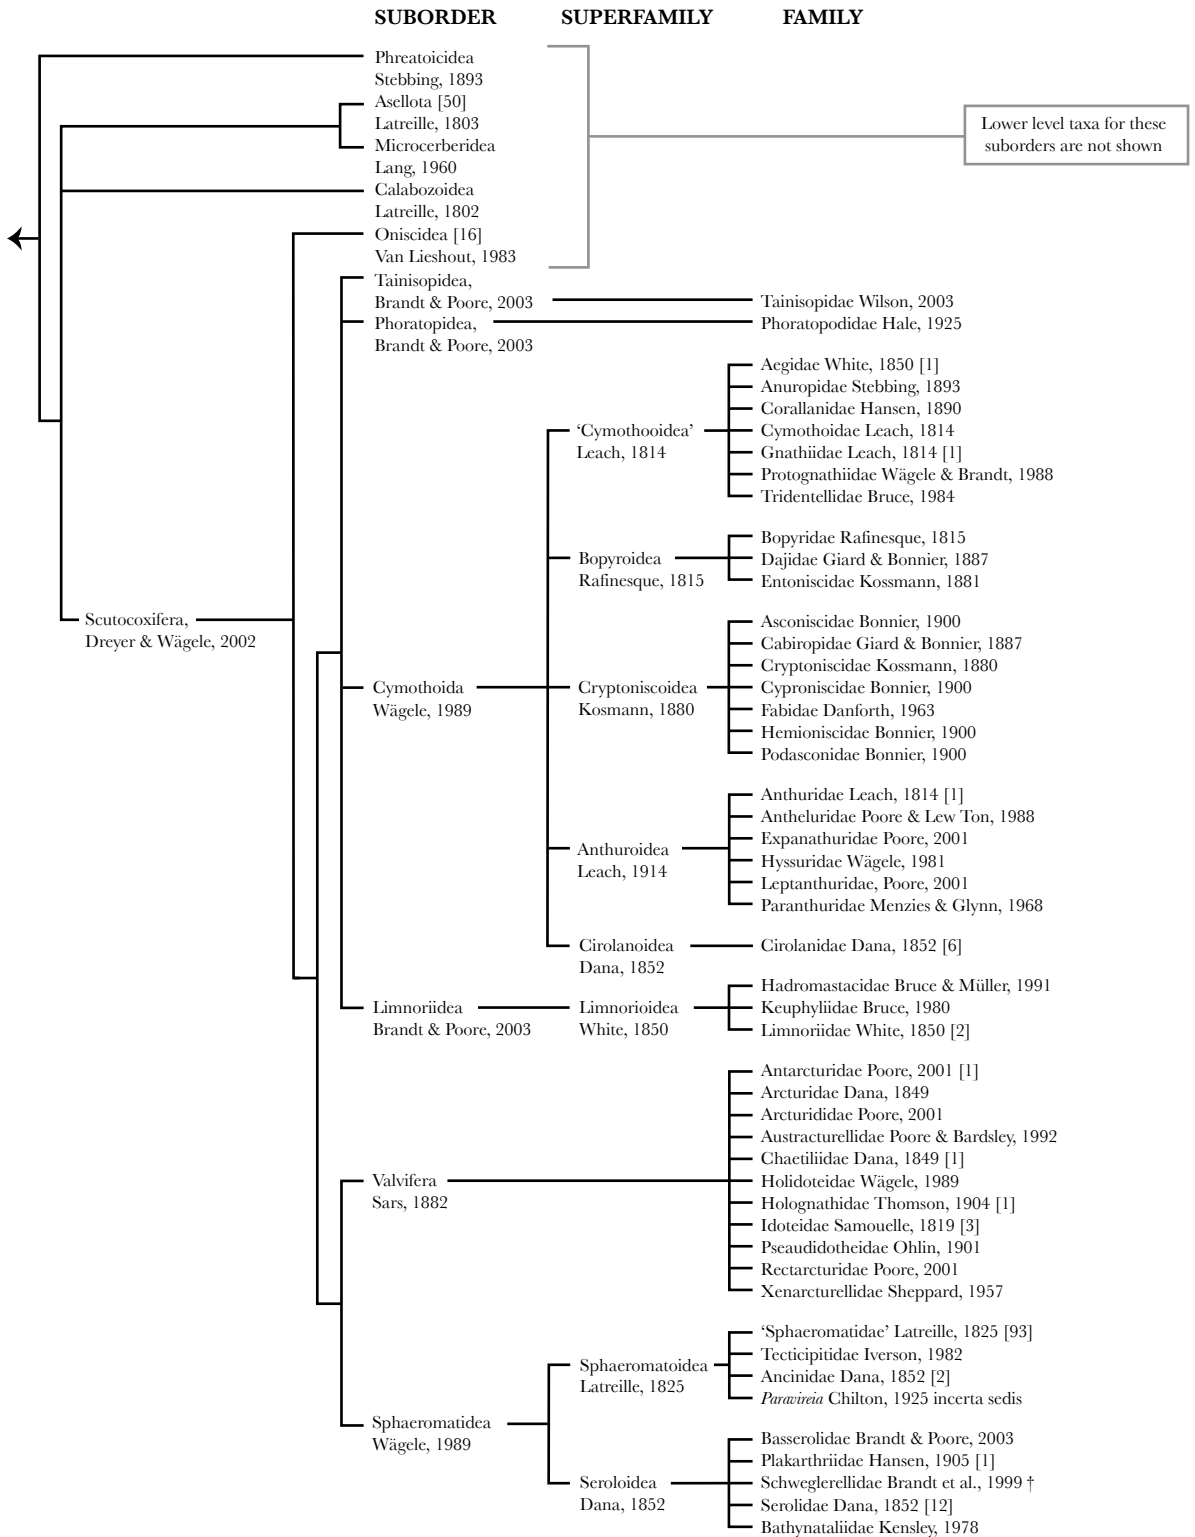 SUBORDER SUPERFAMILY FAMILY
Phreatoicidea
Stebbing, 1893
Asellota [50]
Latreille, 1803
Microcerberidea
Lang, 1960
Calabozoidea
Latreille, 1802
Oniscidea [16]
Van Lieshout, 1983
Lower level taxa for these
suborders are not shown
Tainisopidea,
Brandt & Poore, 2003
Tainisopidae Wilson, 2003
Phoratopidea,
Brandt & Poore, 2003
Phoratopodidae Hale, 1925
Scutocoxifera,
Dreyer & Wägele, 2002
Cymothoida
Wägele, 1989
‘Cymothooidea’
Leach, 1814
Aegidae White, 1850 [1]
Anuropidae Stebbing, 1893
Corallanidae Hansen, 1890
Cymothoidae Leach, 1814
Gnathiidae Leach, 1814 [1]
Protognathiidae Wägele & Brandt, 1988
Tridentellidae Bruce, 1984
Bopyroidea
Rafinesque, 1815
Bopyridae Rafinesque, 1815
Dajidae Giard & Bonnier, 1887
Entoniscidae Kossmann, 1881
Cryptoniscoidea
Kosmann, 1880
Asconiscidae Bonnier, 1900
Cabiropidae Giard & Bonnier, 1887
Cryptoniscidae Kossmann, 1880
Cyproniscidae Bonnier, 1900
Fabidae Danforth, 1963
Hemioniscidae Bonnier, 1900
Podasconidae Bonnier, 1900
Anthuroidea
Leach, 1914
Anthuridae Leach, 1814 [1]
Antheluridae Poore & Lew Ton, 1988
Expanathuridae Poore, 2001
Hyssuridae Wägele, 1981
Leptanthuridae, Poore, 2001
Paranthuridae Menzies & Glynn, 1968
Cirolanoidea
Dana, 1852
Cirolanidae Dana, 1852 [6]
Limnoriidea
Brandt & Poore, 2003
Limnorioidea
White, 1850
Hadromastacidae Bruce & Müller, 1991
Keuphyliidae Bruce, 1980
Limnoriidae White, 1850 [2]
Valvifera
Sars, 1882
Antarcturidae Poore, 2001 [1]
Arcturidae Dana, 1849
Arcturididae Poore, 2001
Austracturellidae Poore & Bardsley, 1992
Chaetiliidae Dana, 1849 [1]
Holidoteidae Wägele, 1989
Holognathidae Thomson, 1904 [1]
Idoteidae Samouelle, 1819 [3]
Pseaudidotheidae Ohlin, 1901
Rectarcturidae Poore, 2001
Xenarcturellidae Sheppard, 1957
Sphaeromatidea
Wägele, 1989
Sphaeromatoidea
Latreille, 1825
‘Sphaeromatidae’ Latreille, 1825 [93]
Tecticipitidae Iverson, 1982
Ancinidae Dana, 1852 [2]
Paravireia Chilton, 1925 incerta sedis
Seroloidea
Dana, 1852
Basserolidae Brandt & Poore, 2003
Plakarthriidae Hansen, 1905 [1]
Schweglerellidae Brandt et al., 1999 †
Serolidae Dana, 1852 [12]
Bathynataliidae Kensley, 1978